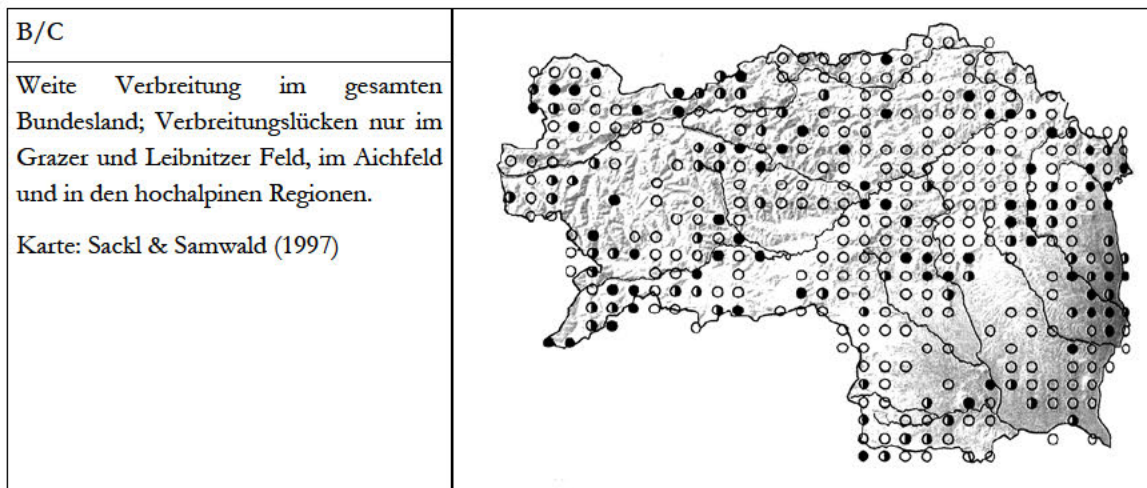 B/C
Weite Verbreitung im gesamten
Bundesland; Verbreitungslücken nur im
Grazer und Leibnitzer Feld, im Aichfeld
und in den hochalpinen Regionen.
Karte: Sackl & Samwald (1997)